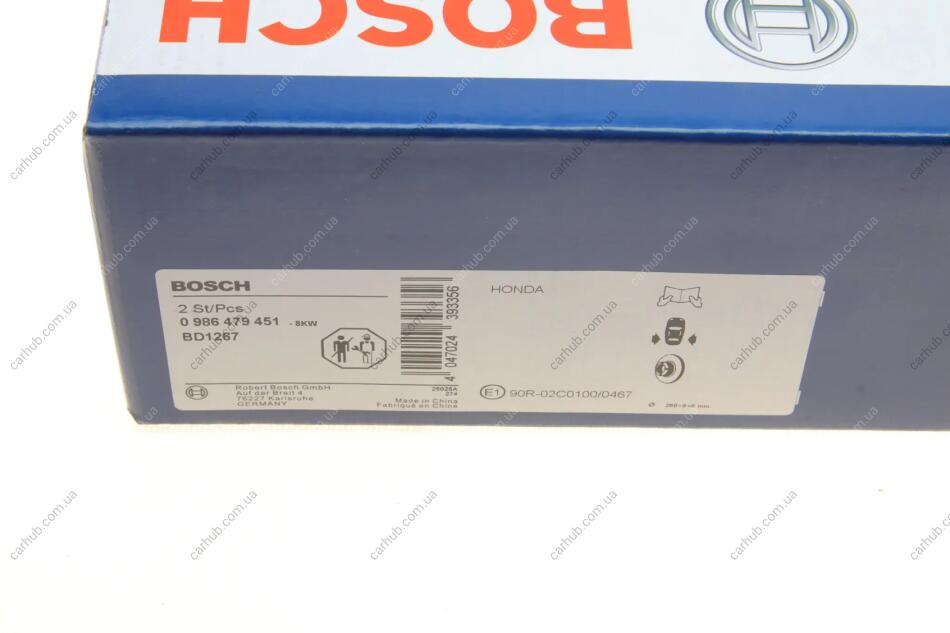 BOSCH
BOSCH
2 St/Pcs
0 986 479 451 - 8KW
BD1267
4 047024 393356
Robert Bosch GmbH
Auf der Breit 4
76227 Karlsruhe
GERMANY
Made in China
Fabriqué en China
HONDA
E1 90R-02C0100/0467
carhub.com.ua